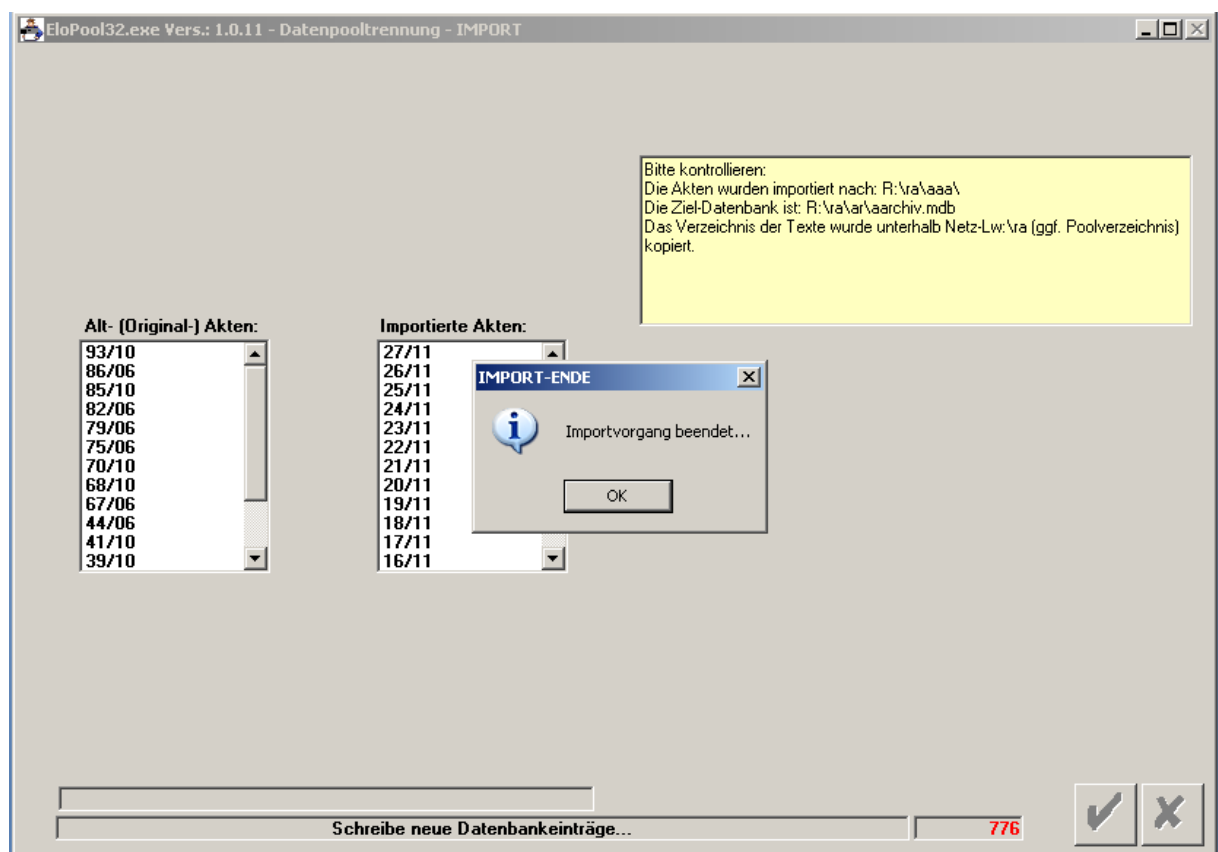 EloPool32.exe Vers.: 1.0.11 - Datenpooltrennung - IMPORT
Bitte kontrollieren:
Die Akten wurden importiert nach: R:\ra\aaa\
Die Ziel-Datenbank ist: R:\ra\ar\aarchiv.mdb
Das Verzeichnis der Texte wurde unterhalb Netz-Lw:\ra (ggf. Poolverzeichnis)
kopiert.
Alt- (Original-) Akten:
93/10
86/06
85/10
82/06
79/06
75/06
70/10
68/10
67/06
44/06
41/10
39/10
Importierte Akten:
27/11
26/11
25/11
24/11
23/11
22/11
21/11
20/11
19/11
18/11
17/11
16/11
IMPORT-ENDE
Importvorgang beendet...
OK
Schreibe neue Datenbankeinträge...
776